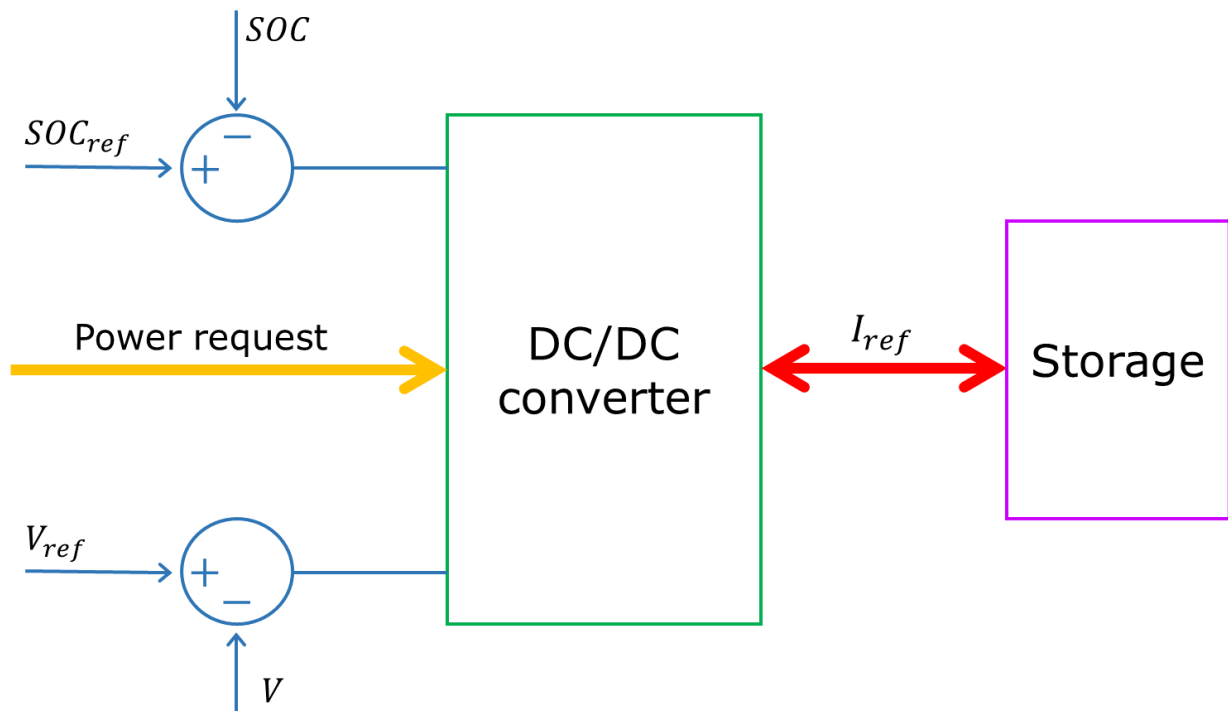 SOC
SOC_ref
−
+
Power request
DC/DC
converter
I_ref
Storage
V_ref
+
−
V